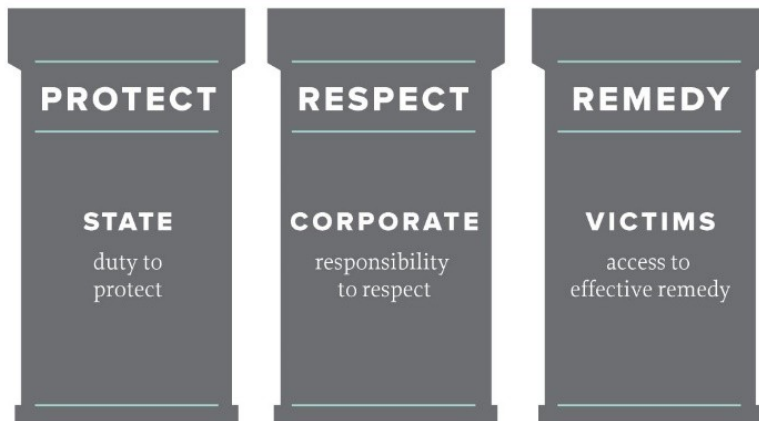 PROTECT
STATE
duty to
protect
RESPECT
CORPORATE
responsibility
to respect
REMEDY
VICTIMS
access to
effective remedy